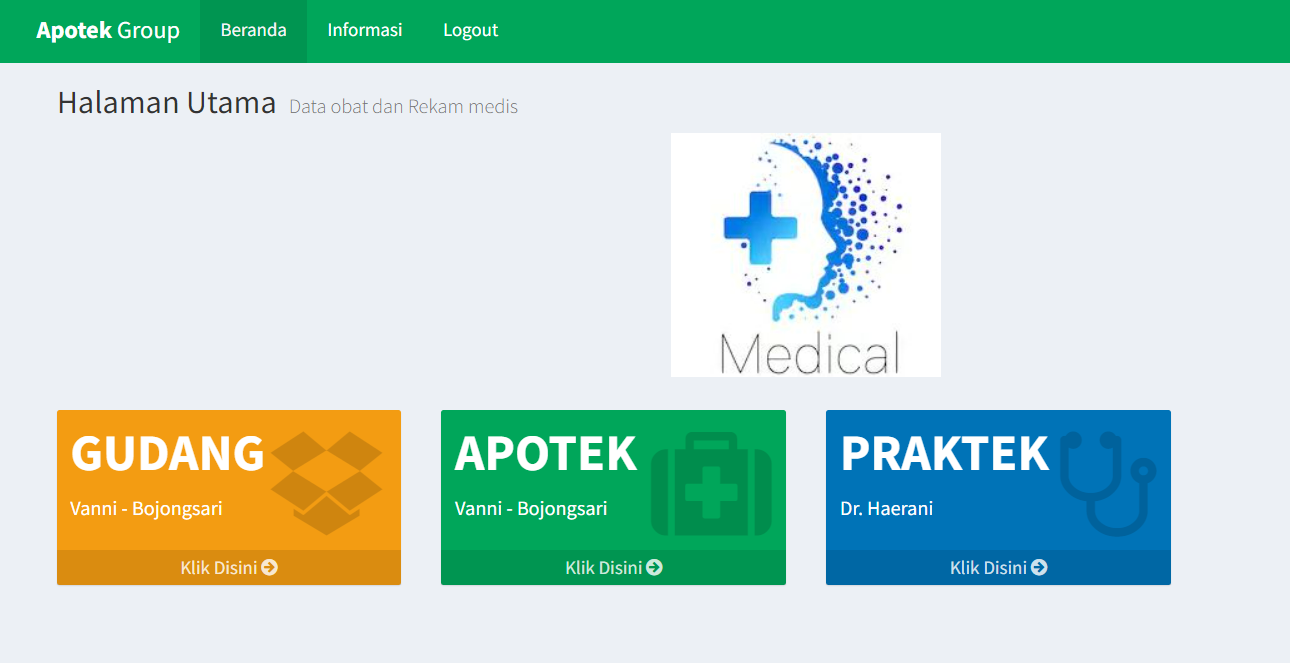 Apotek Group Beranda Informasi Logout
Halaman Utama Data obat dan Rekam medis
Medical
GUDANG
Vanni - Bojongsari
Klik Disini
APOTEK
Vanni - Bojongsari
Klik Disini
PRAKTEK
Dr. Haerani
Klik Disini